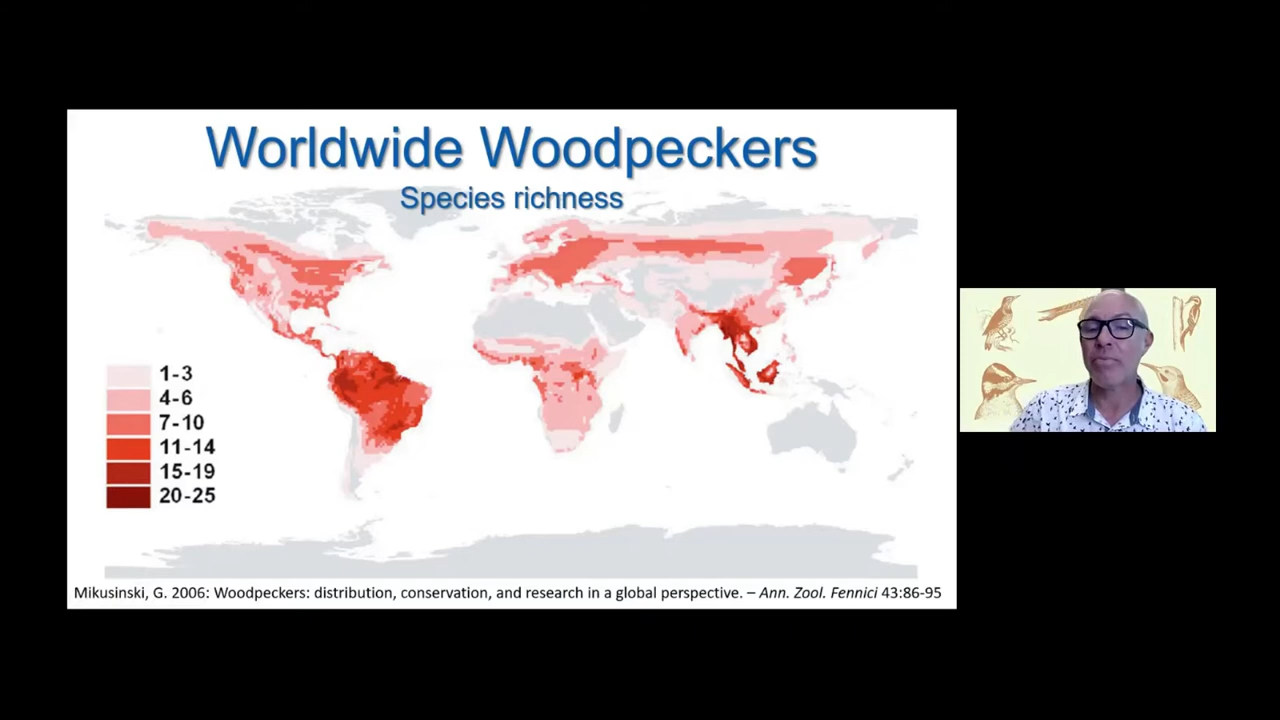 Worldwide Woodpeckers
Species richness
1-3
4-6
7-10
11-14
15-19
20-25
Mikusinski, G. 2006: Woodpeckers: distribution, conservation, and research in a global perspective. – Ann. Zool. Fennici 43:86-95